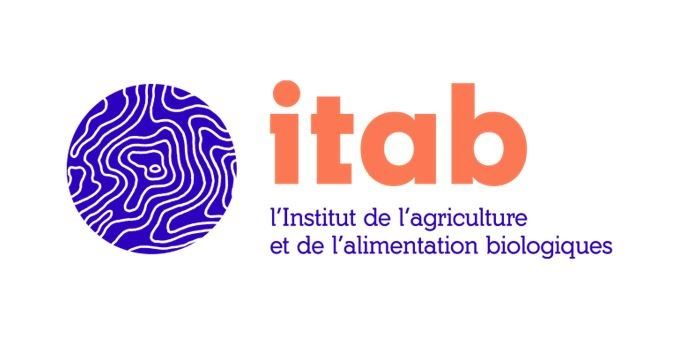 itab
l’Institut de l’agriculture
et de l’alimentation biologiques